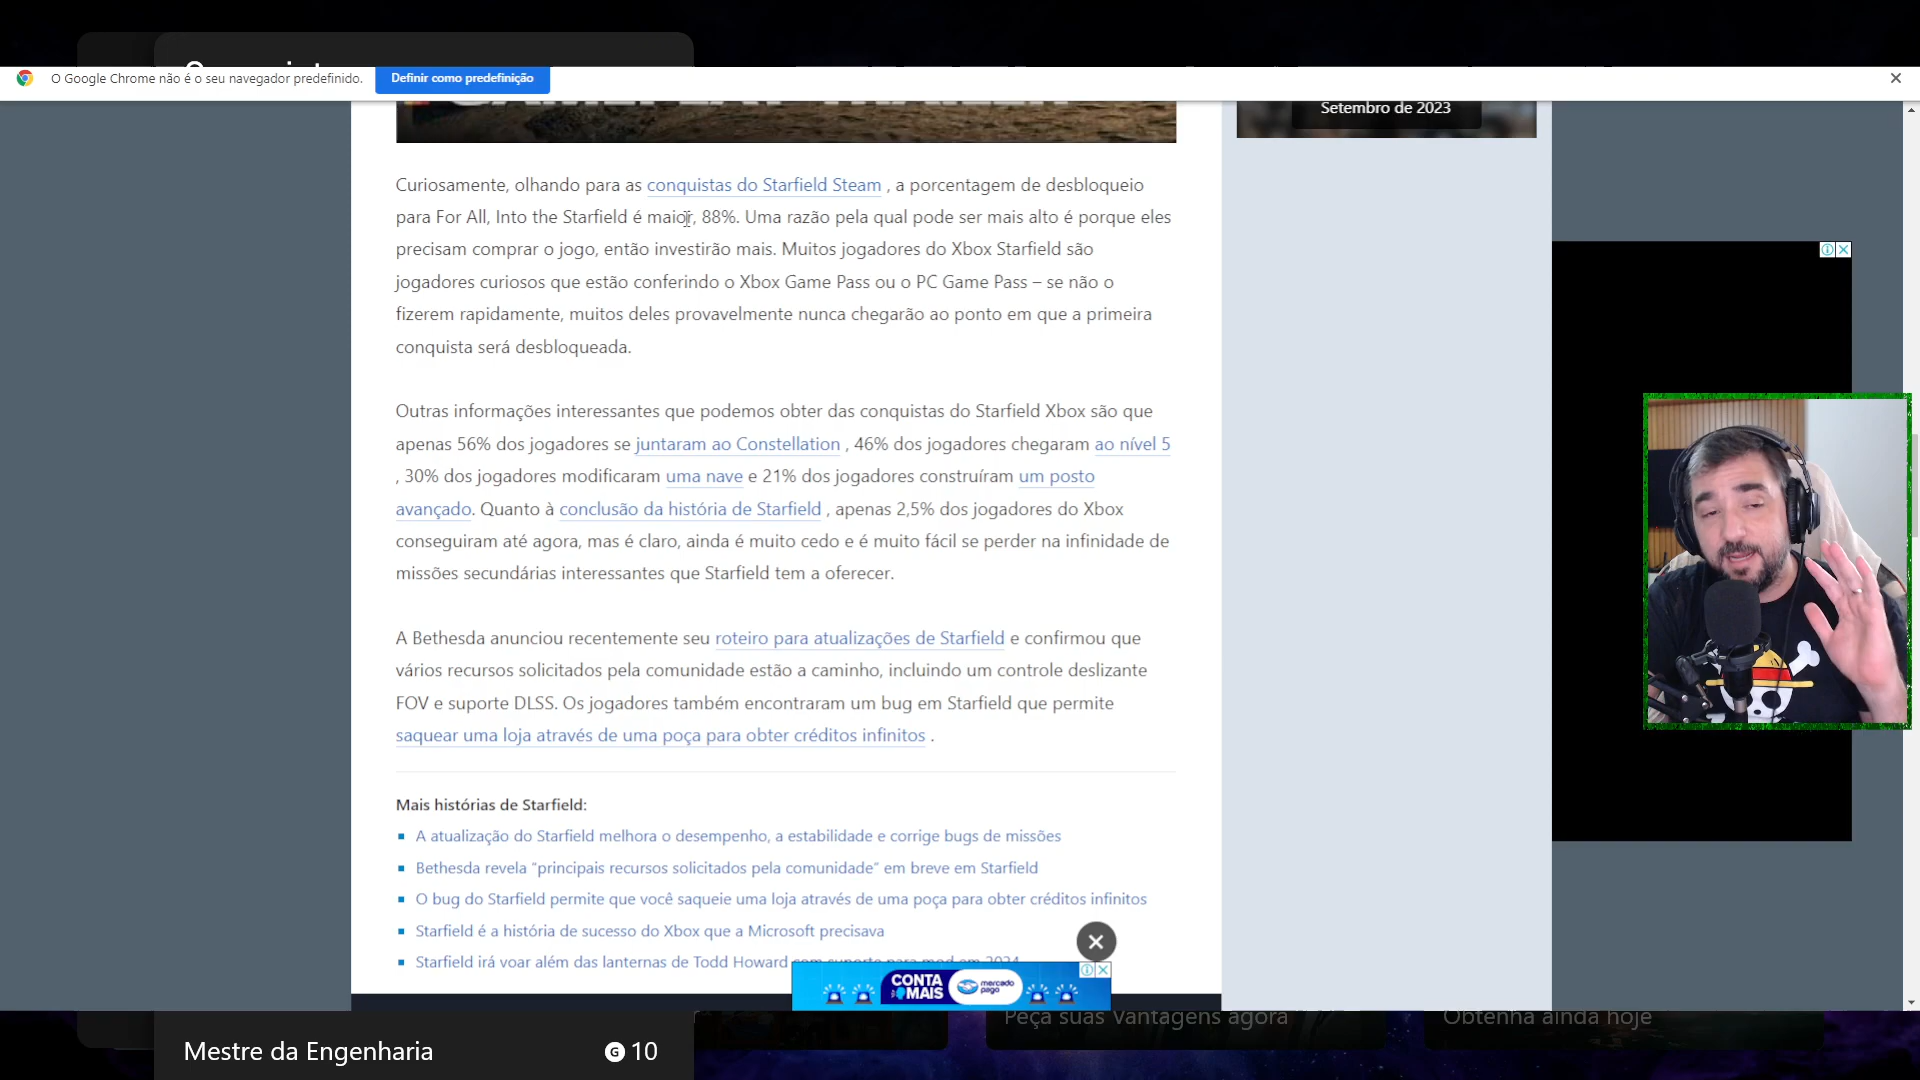 O Google Chrome não é o seu navegador predefinido.
Definir como predefinição
Setembro de 2023
Curiosamente, olhando para as conquistas do Starfield Steam , a porcentagem de desbloqueio
para For All, Into the Starfield é maior, 88%. Uma razão pela qual pode ser mais alto é porque eles
precisam comprar o jogo, então investirão mais. Muitos jogadores do Xbox Starfield são
jogadores curiosos que estão conferindo o Xbox Game Pass ou o PC Game Pass – se não o
fizerem rapidamente, muitos deles provavelmente nunca chegarão ao ponto em que a primeira
conquista será desbloqueada.
Outras informações interessantes que podemos obter das conquistas do Starfield Xbox são que
apenas 56% dos jogadores se juntaram ao Constellation , 46% dos jogadores chegaram ao nível 5
, 30% dos jogadores modificaram uma nave e 21% dos jogadores construíram um posto
avançado. Quanto à conclusão da história de Starfield , apenas 2,5% dos jogadores do Xbox
conseguiram até agora, mas é claro, ainda é muito cedo e é muito fácil se perder na infinidade de
missões secundárias interessantes que Starfield tem a oferecer.
A Bethesda anunciou recentemente seu roteiro para atualizações de Starfield e confirmou que
vários recursos solicitados pela comunidade estão a caminho, incluindo um controle deslizante
FOV e suporte DLSS. Os jogadores também encontraram um bug em Starfield que permite
saquear uma loja através de uma poça para obter créditos infinitos .
Mais histórias de Starfield:
A atualização do Starfield melhora o desempenho, a estabilidade e corrige bugs de missões
Bethesda revela “principais recursos solicitados pela comunidade” em breve em Starfield
O bug do Starfield permite que você saqueie uma loja através de uma poça para obter créditos infinitos
Starfield é a história de sucesso do Xbox que a Microsoft precisava
Starfield irá voar além das lanternas de Todd Howard com suporte para mod em 2024
CONTA
MAIS
mercado
pago
Peça suas vantagens agora
Obtenha ainda hoje
Mestre da Engenharia
G 10